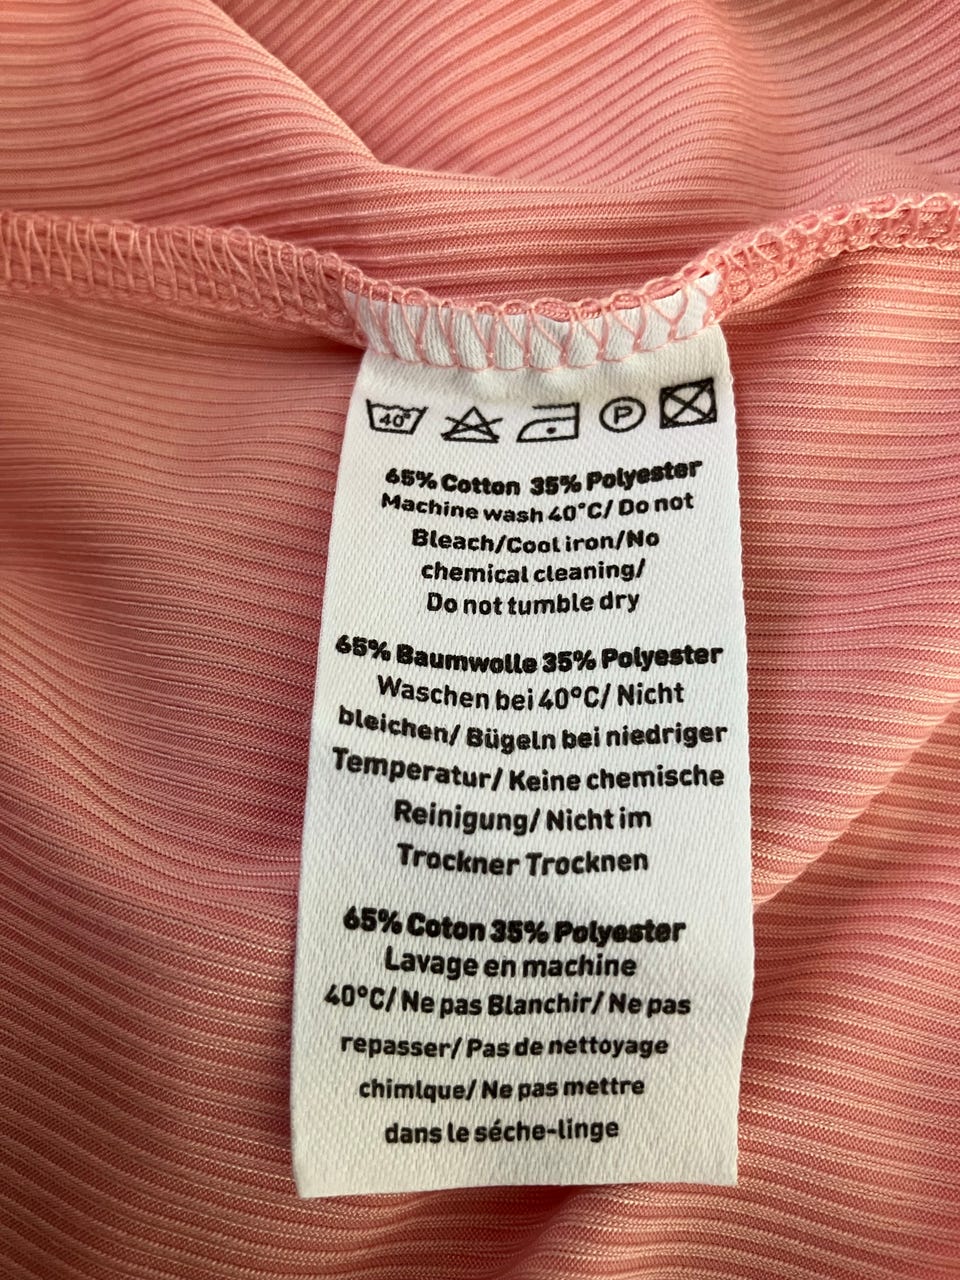 40° P
65% Cotton 35% Polyester
Machine wash 40°C/ Do not
Bleach/Cool iron/No
chemical cleaning/
Do not tumble dry
65% Baumwolle 35% Polyester
Waschen bei 40°C/ Nicht
bleichen/ Bügeln bei niedriger
Temperatur/ Keine chemische
Reinigung/ Nicht im
Trockner Trocknen
65% Coton 35% Polyester
Lavage en machine
40°C/ Ne pas Blanchir/ Ne pas
repasser/ Pas de nettoyage
chimlque/ Ne pas mettre
dans le séche-linge